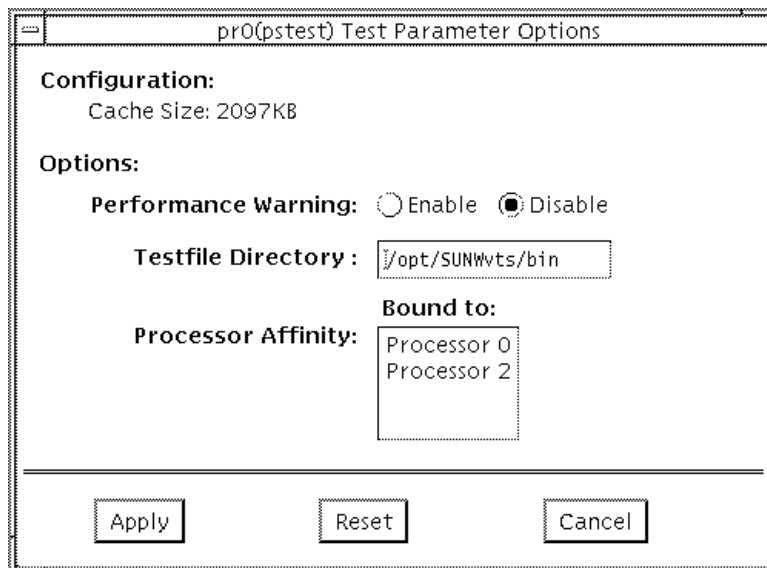 pr0(pstest) Test Parameter Options
Configuration:
Cache Size: 2097KB
Options:
Performance Warning: Enable Disable
Testfile Directory : /opt/SUNWvts/bin
Bound to:
Processor Affinity:
Processor 0
Processor 2
Apply Reset Cancel